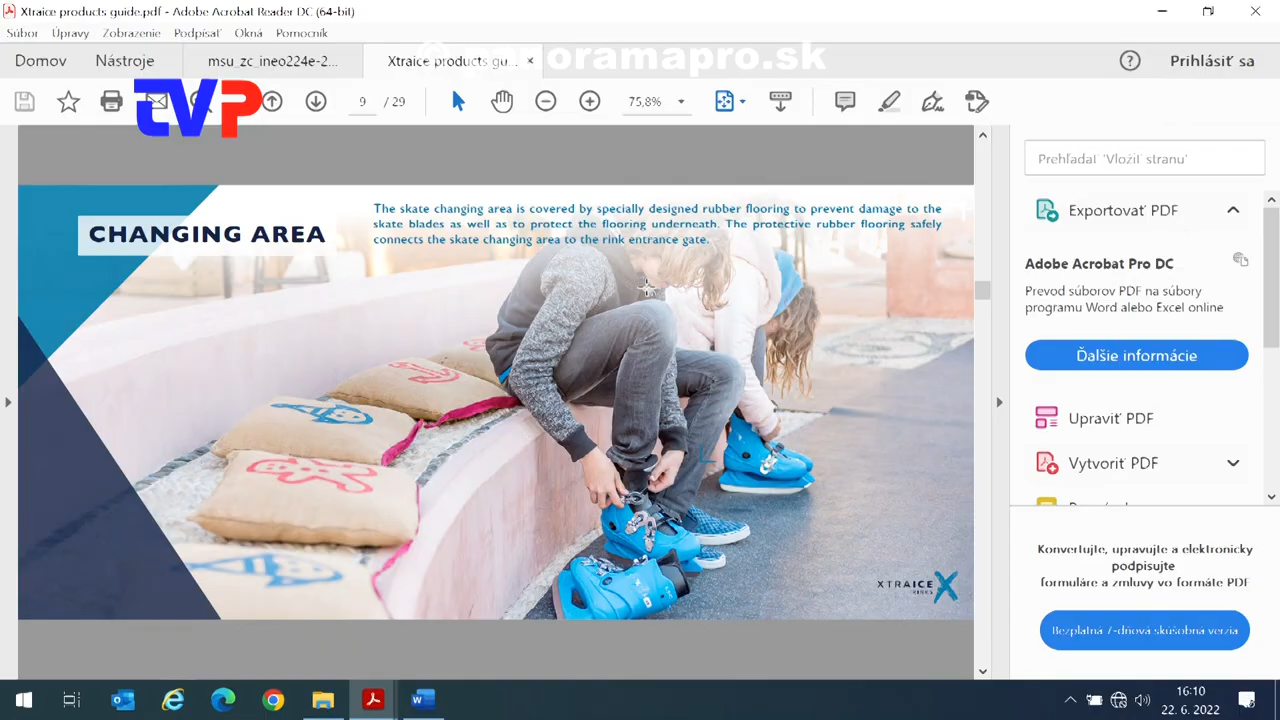 Xtraice products guide.pdf - Adobe Acrobat Reader DC (64-bit)
Súbor Úpravy Zobrazenie Podpísať Okná Pomocník
© panoramapro.sk
Domov Nástroje msu_zc_ineo224e-2... Xtraice products gu... Prihlásiť sa
TVP
9 / 29 75,8%
CHANGING AREA
The skate changing area is covered by specially designed rubber flooring to prevent damage to the
skate blades as well as to protect the flooring underneath. The protective rubber flooring safely
connects the skate changing area to the rink entrance gate.
XTRAICE
RINKS
Prehľadať 'Vložiť stranu'
Exportovať PDF
Adobe Acrobat Pro DC
Prevod súborov PDF na súbory
programu Word alebo Excel online
Ďalšie informácie
Upraviť PDF
Vytvoriť PDF
Konvertujte, upravujte a elektronicky
podpisujte
formuláre a zmluvy vo formáte PDF
Bezplatná 7-dňová skúšobná verzia
16:10
22. 6. 2022